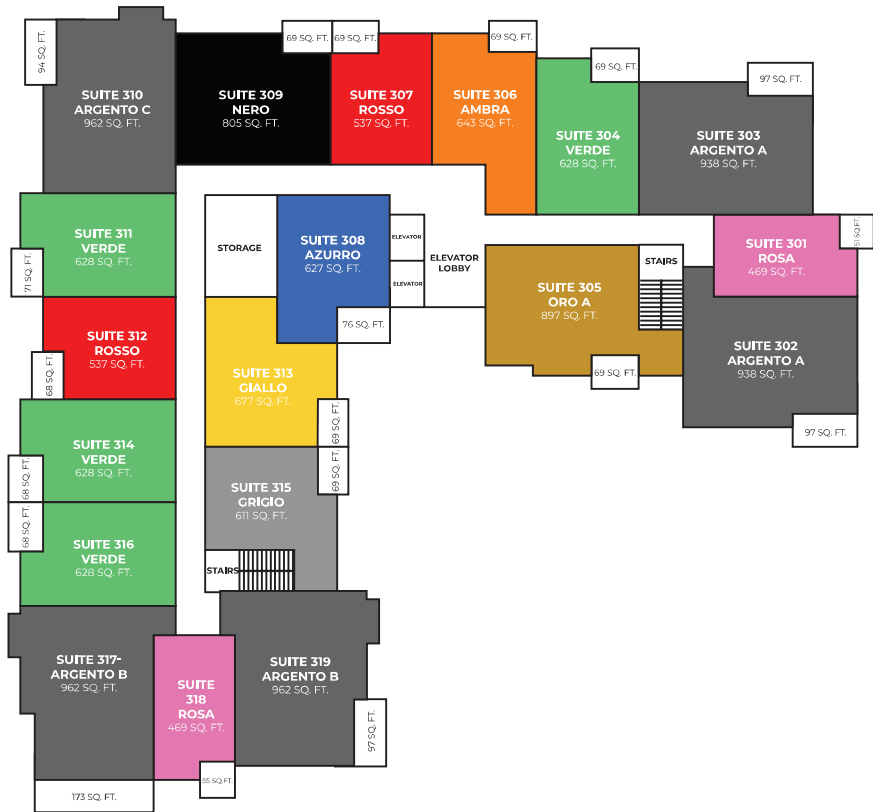 94 SQ. FT.
SUITE 310
ARGENTO C
962 SQ. FT.
69 SQ. FT.
SUITE 309
NERO
805 SQ. FT.
69 SQ. FT.
SUITE 307
ROSSO
537 SQ. FT.
69 SQ. FT.
SUITE 306
AMBRA
643 SQ. FT.
69 SQ. FT.
SUITE 304
VERDE
628 SQ. FT.
97 SQ. FT.
SUITE 303
ARGENTO A
938 SQ. FT.
SUITE 311
VERDE
628 SQ. FT.
71 SQ. FT.
STORAGE
SUITE 308
AZURRO
627 SQ. FT.
76 SQ. FT.
ELEVATOR
ELEVATOR
ELEVATOR
LOBBY
SUITE 305
ORO A
897 SQ. FT.
69 SQ. FT.
STAIRS
51 SQ. FT.
SUITE 301
ROSA
469 SQ. FT.
SUITE 302
ARGENTO A
938 SQ. FT.
97 SQ. FT.
SUITE 312
ROSSO
537 SQ. FT.
68 SQ. FT.
SUITE 313
GIALLO
677 SQ. FT.
69 SQ. FT.
SUITE 314
VERDE
628 SQ. FT.
68 SQ. FT.
SUITE 315
GRIGIO
611 SQ. FT.
69 SQ. FT.
STAIRS
SUITE 316
VERDE
628 SQ. FT.
68 SQ. FT.
SUITE 317-
ARGENTO B
962 SQ. FT.
173 SQ. FT.
SUITE
318
ROSA
469 SQ. FT.
55 SQ.FT.
SUITE 319
ARGENTO B
962 SQ. FT.
97 SQ. FT.